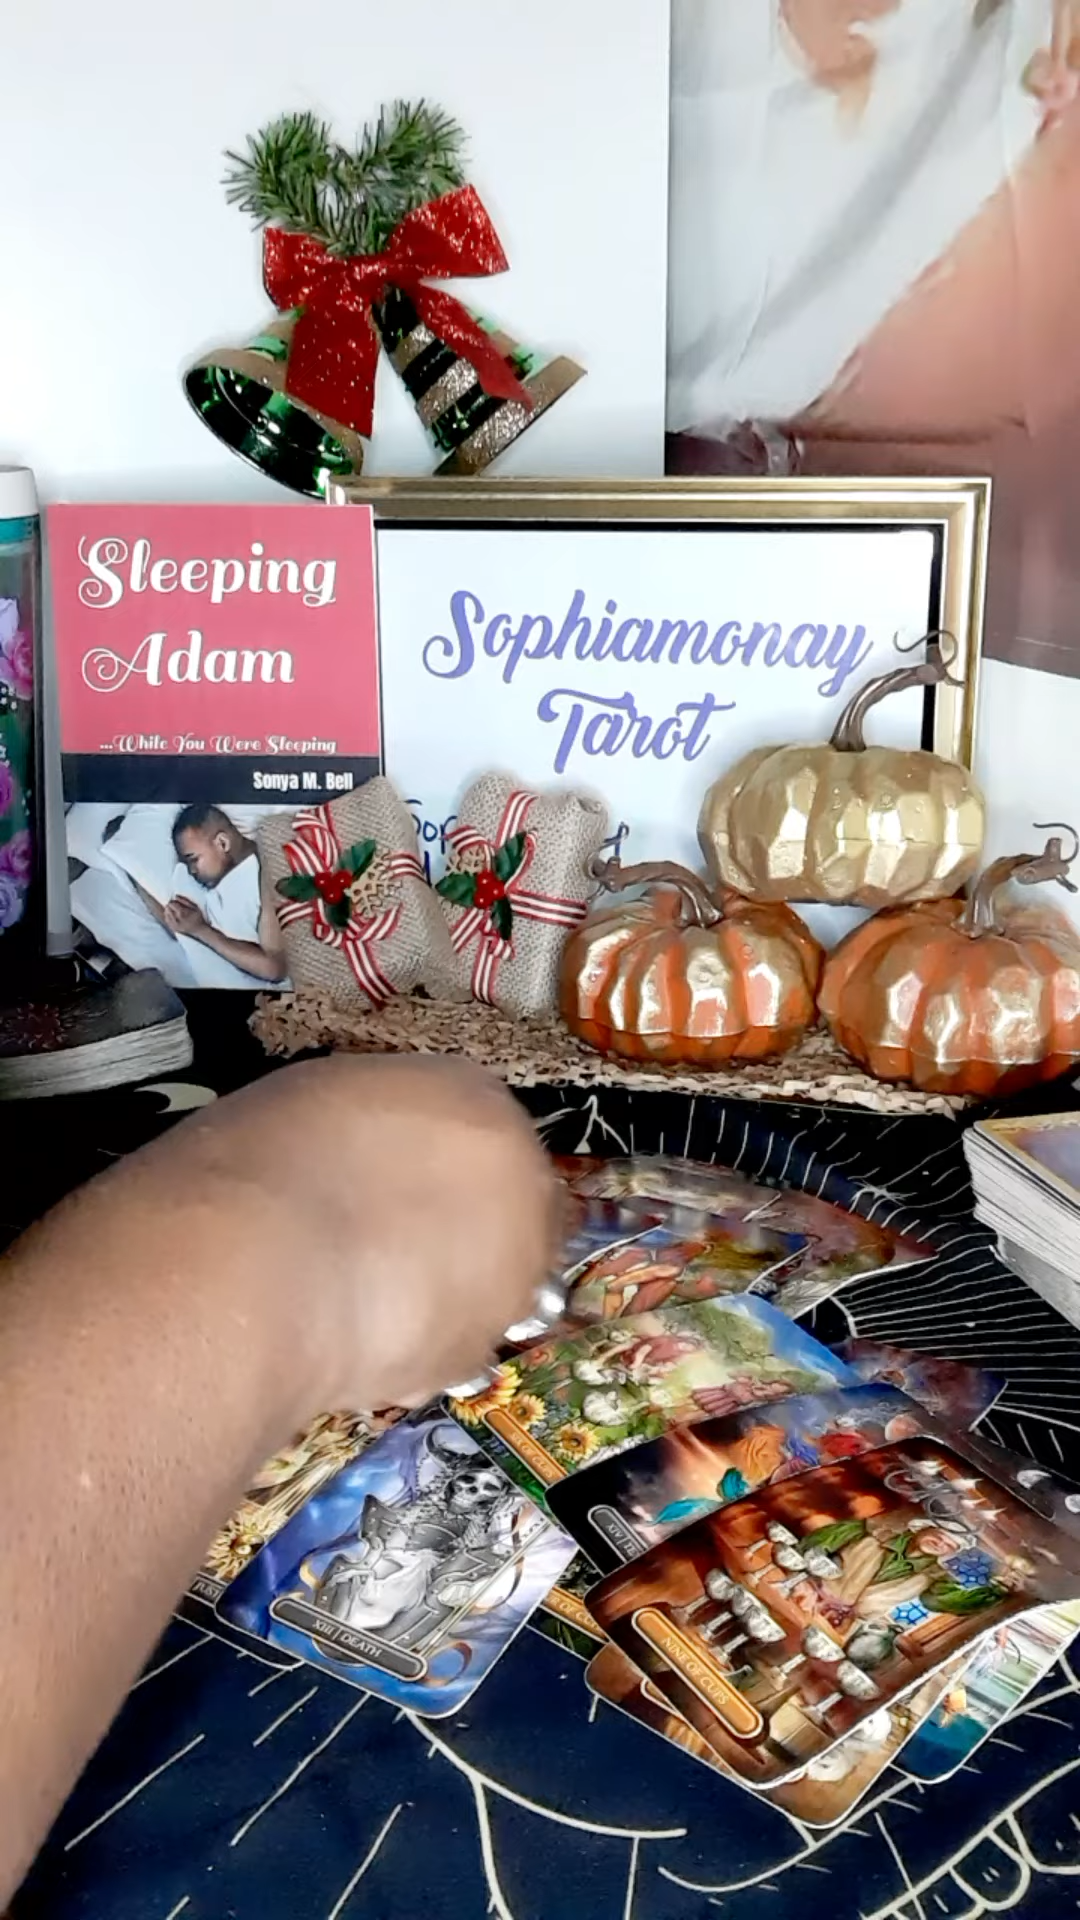 Sleeping
Adam
...While You Were Sleeping
Sonya M. Bell
Sophiamonay
Tarot
XIII | DEATH
NINE OF CUPS